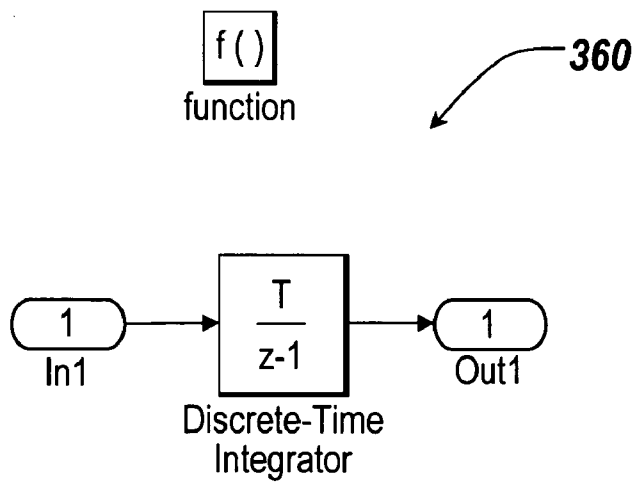 f ( )
function
360
1
In1
T
z-1
Discrete-Time
Integrator
1
Out1